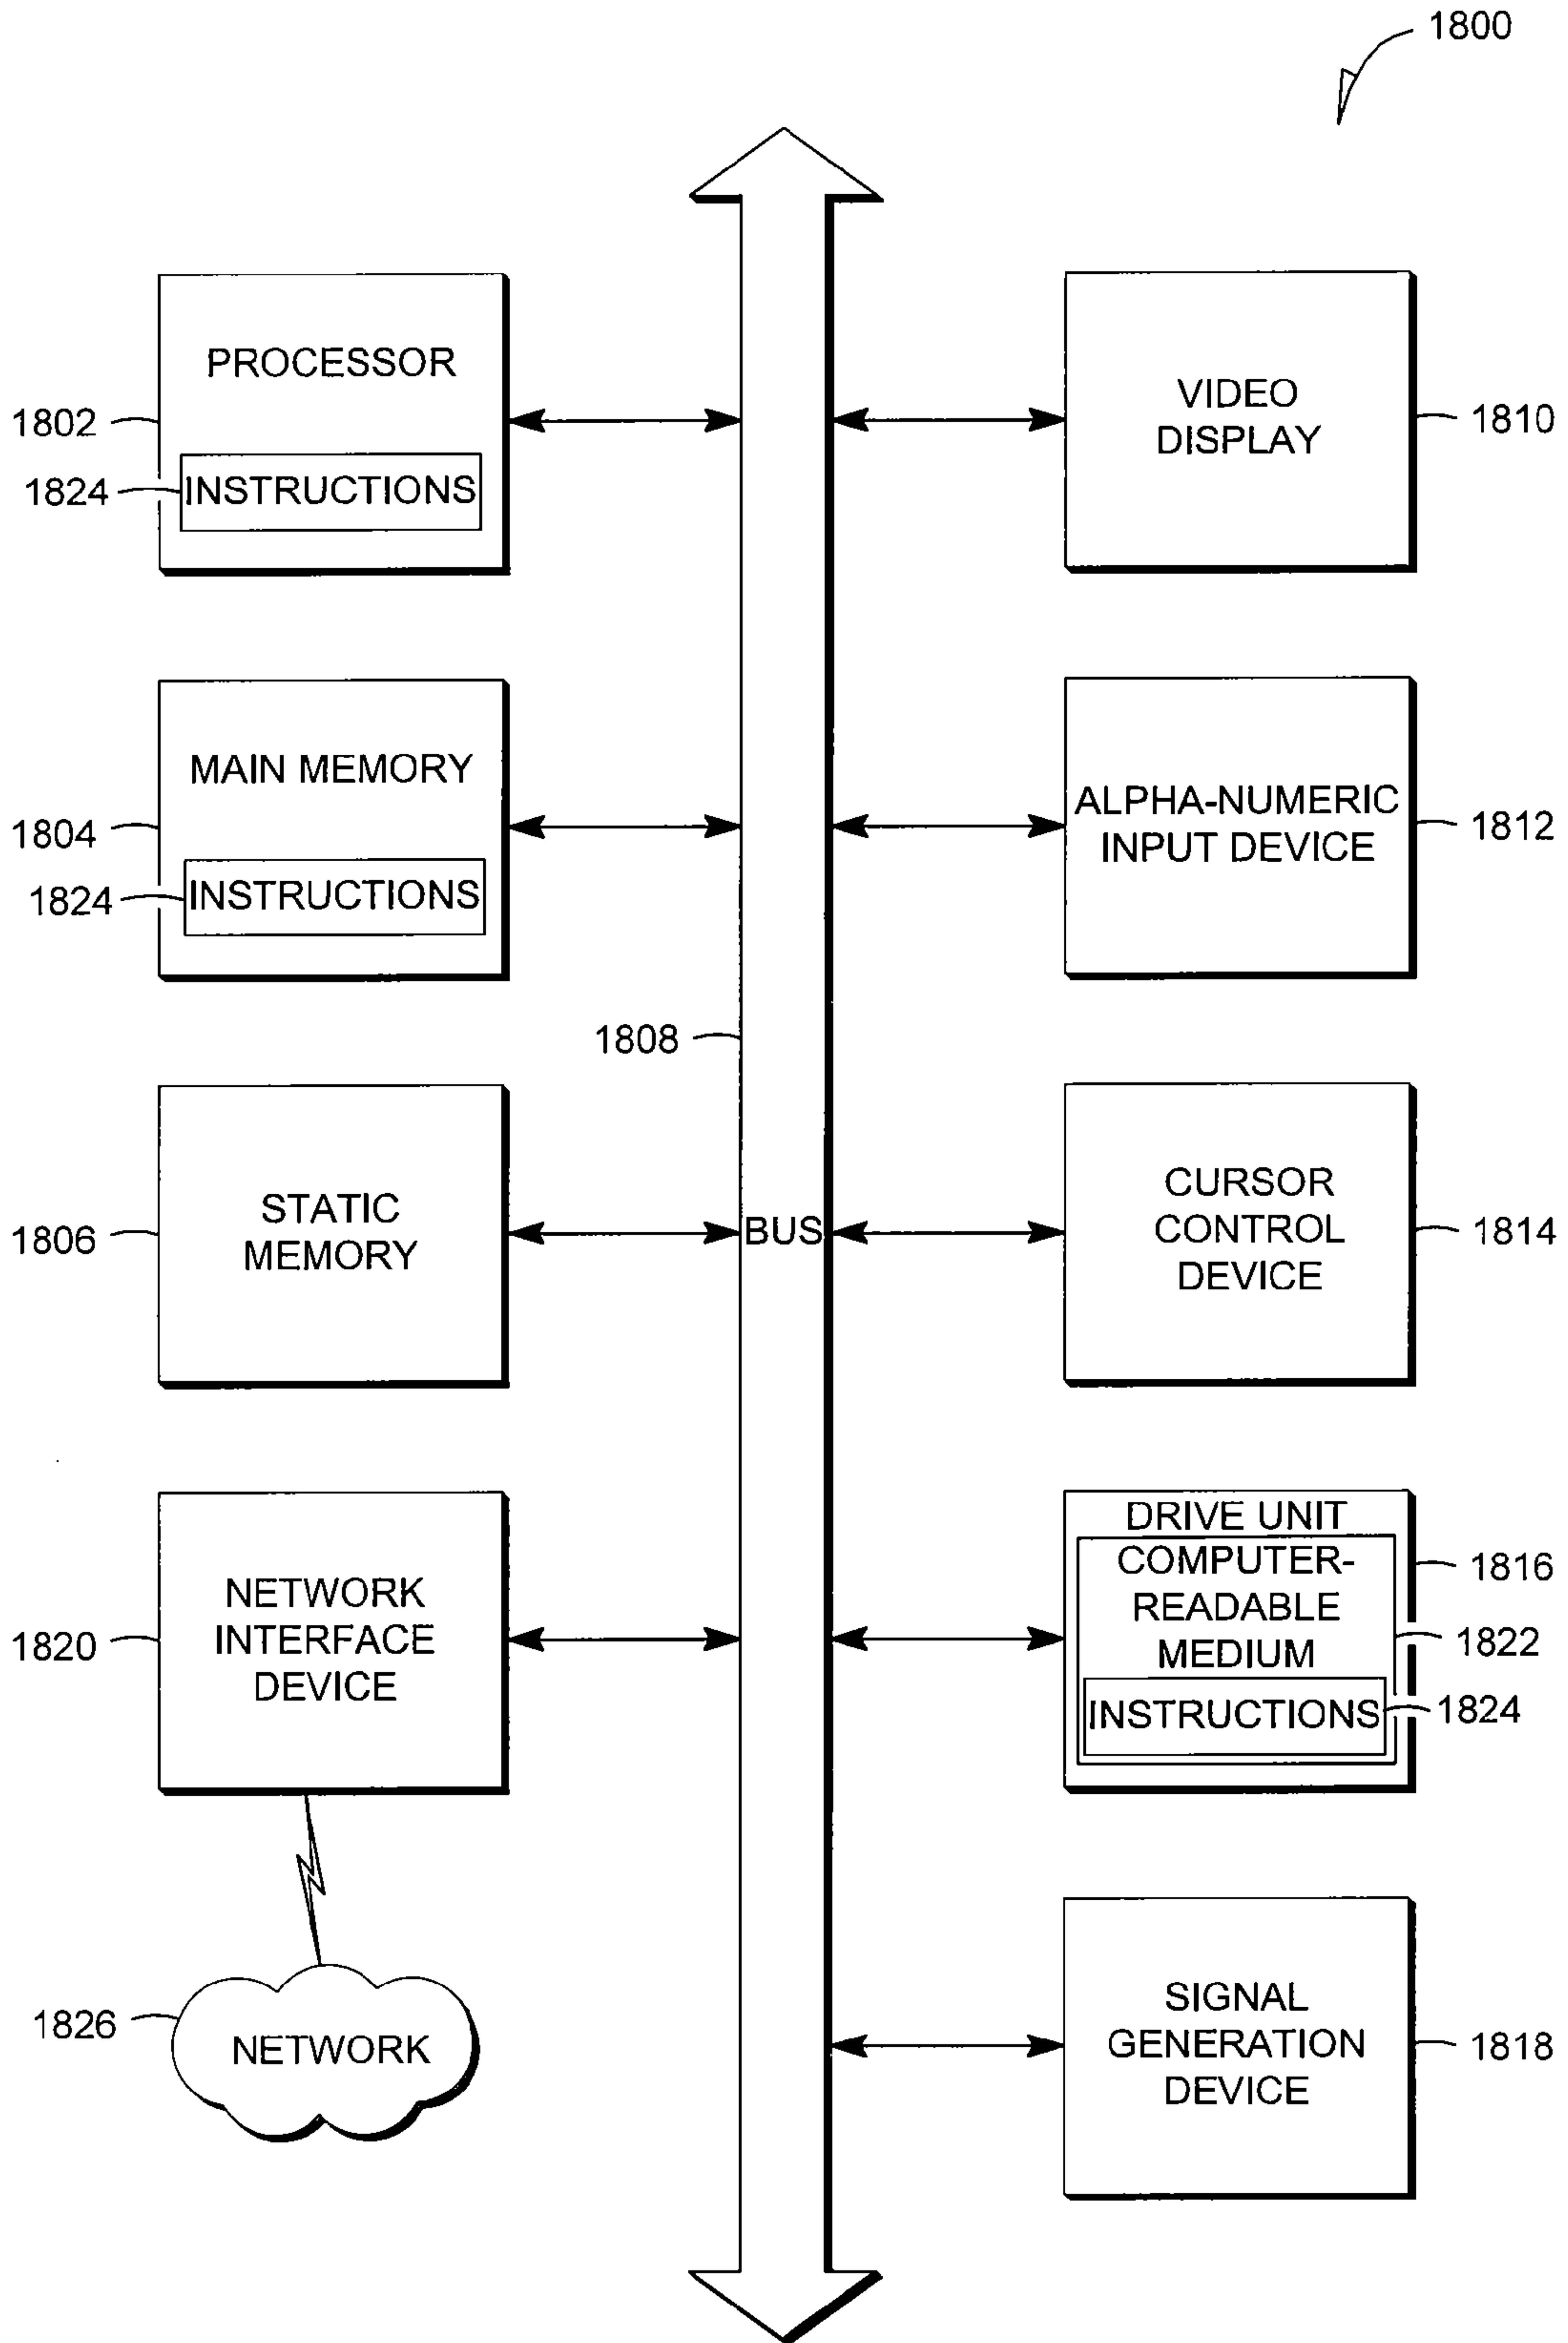 1800
PROCESSOR
1802
1824
INSTRUCTIONS
VIDEO
DISPLAY
1810
MAIN MEMORY
1804
1824
INSTRUCTIONS
ALPHA-NUMERIC
INPUT DEVICE
1812
1808
STATIC
MEMORY
1806
BUS
CURSOR
CONTROL
DEVICE
1814
NETWORK
INTERFACE
DEVICE
1820
DRIVE UNIT
COMPUTER-
READABLE
MEDIUM
INSTRUCTIONS
1816
1822
1824
1826
NETWORK
SIGNAL
GENERATION
DEVICE
1818